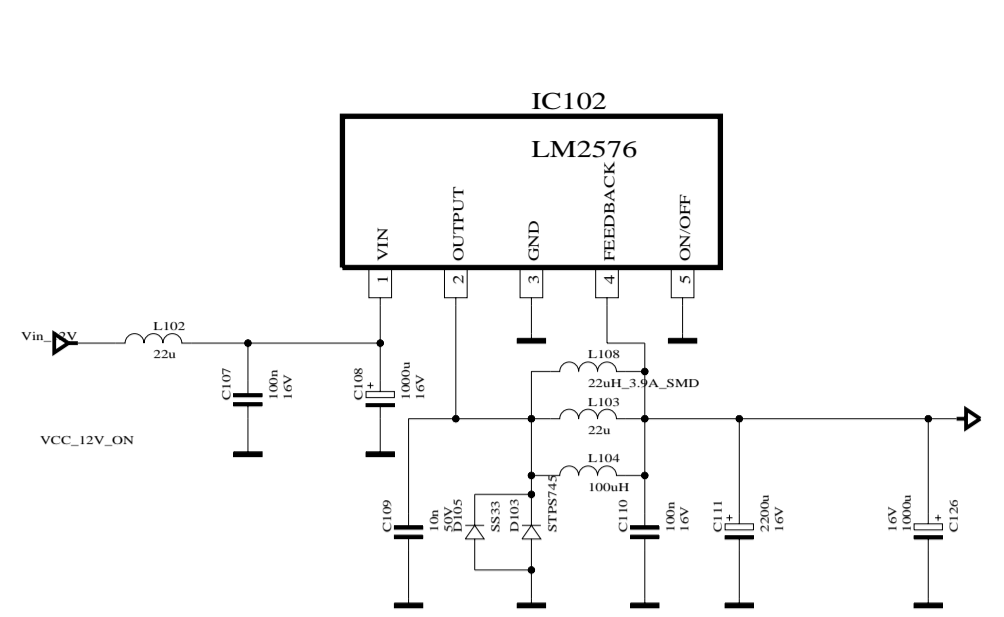 IC102
LM2576
VIN
OUTPUT
GND
FEEDBACK
ON/OFF
1
2
3
4
5
Vin_12V
L102
22u
C107
100n
16V
C108
+
1000u
16V
L108
22uH_3.9A_SMD
L103
22u
L104
100uH
VCC_12V_ON
C109
10n
50V
D105
SS33
D103
STPS745
C110
100n
16V
C111
+
2200u
16V
16V
1000u
+
C126